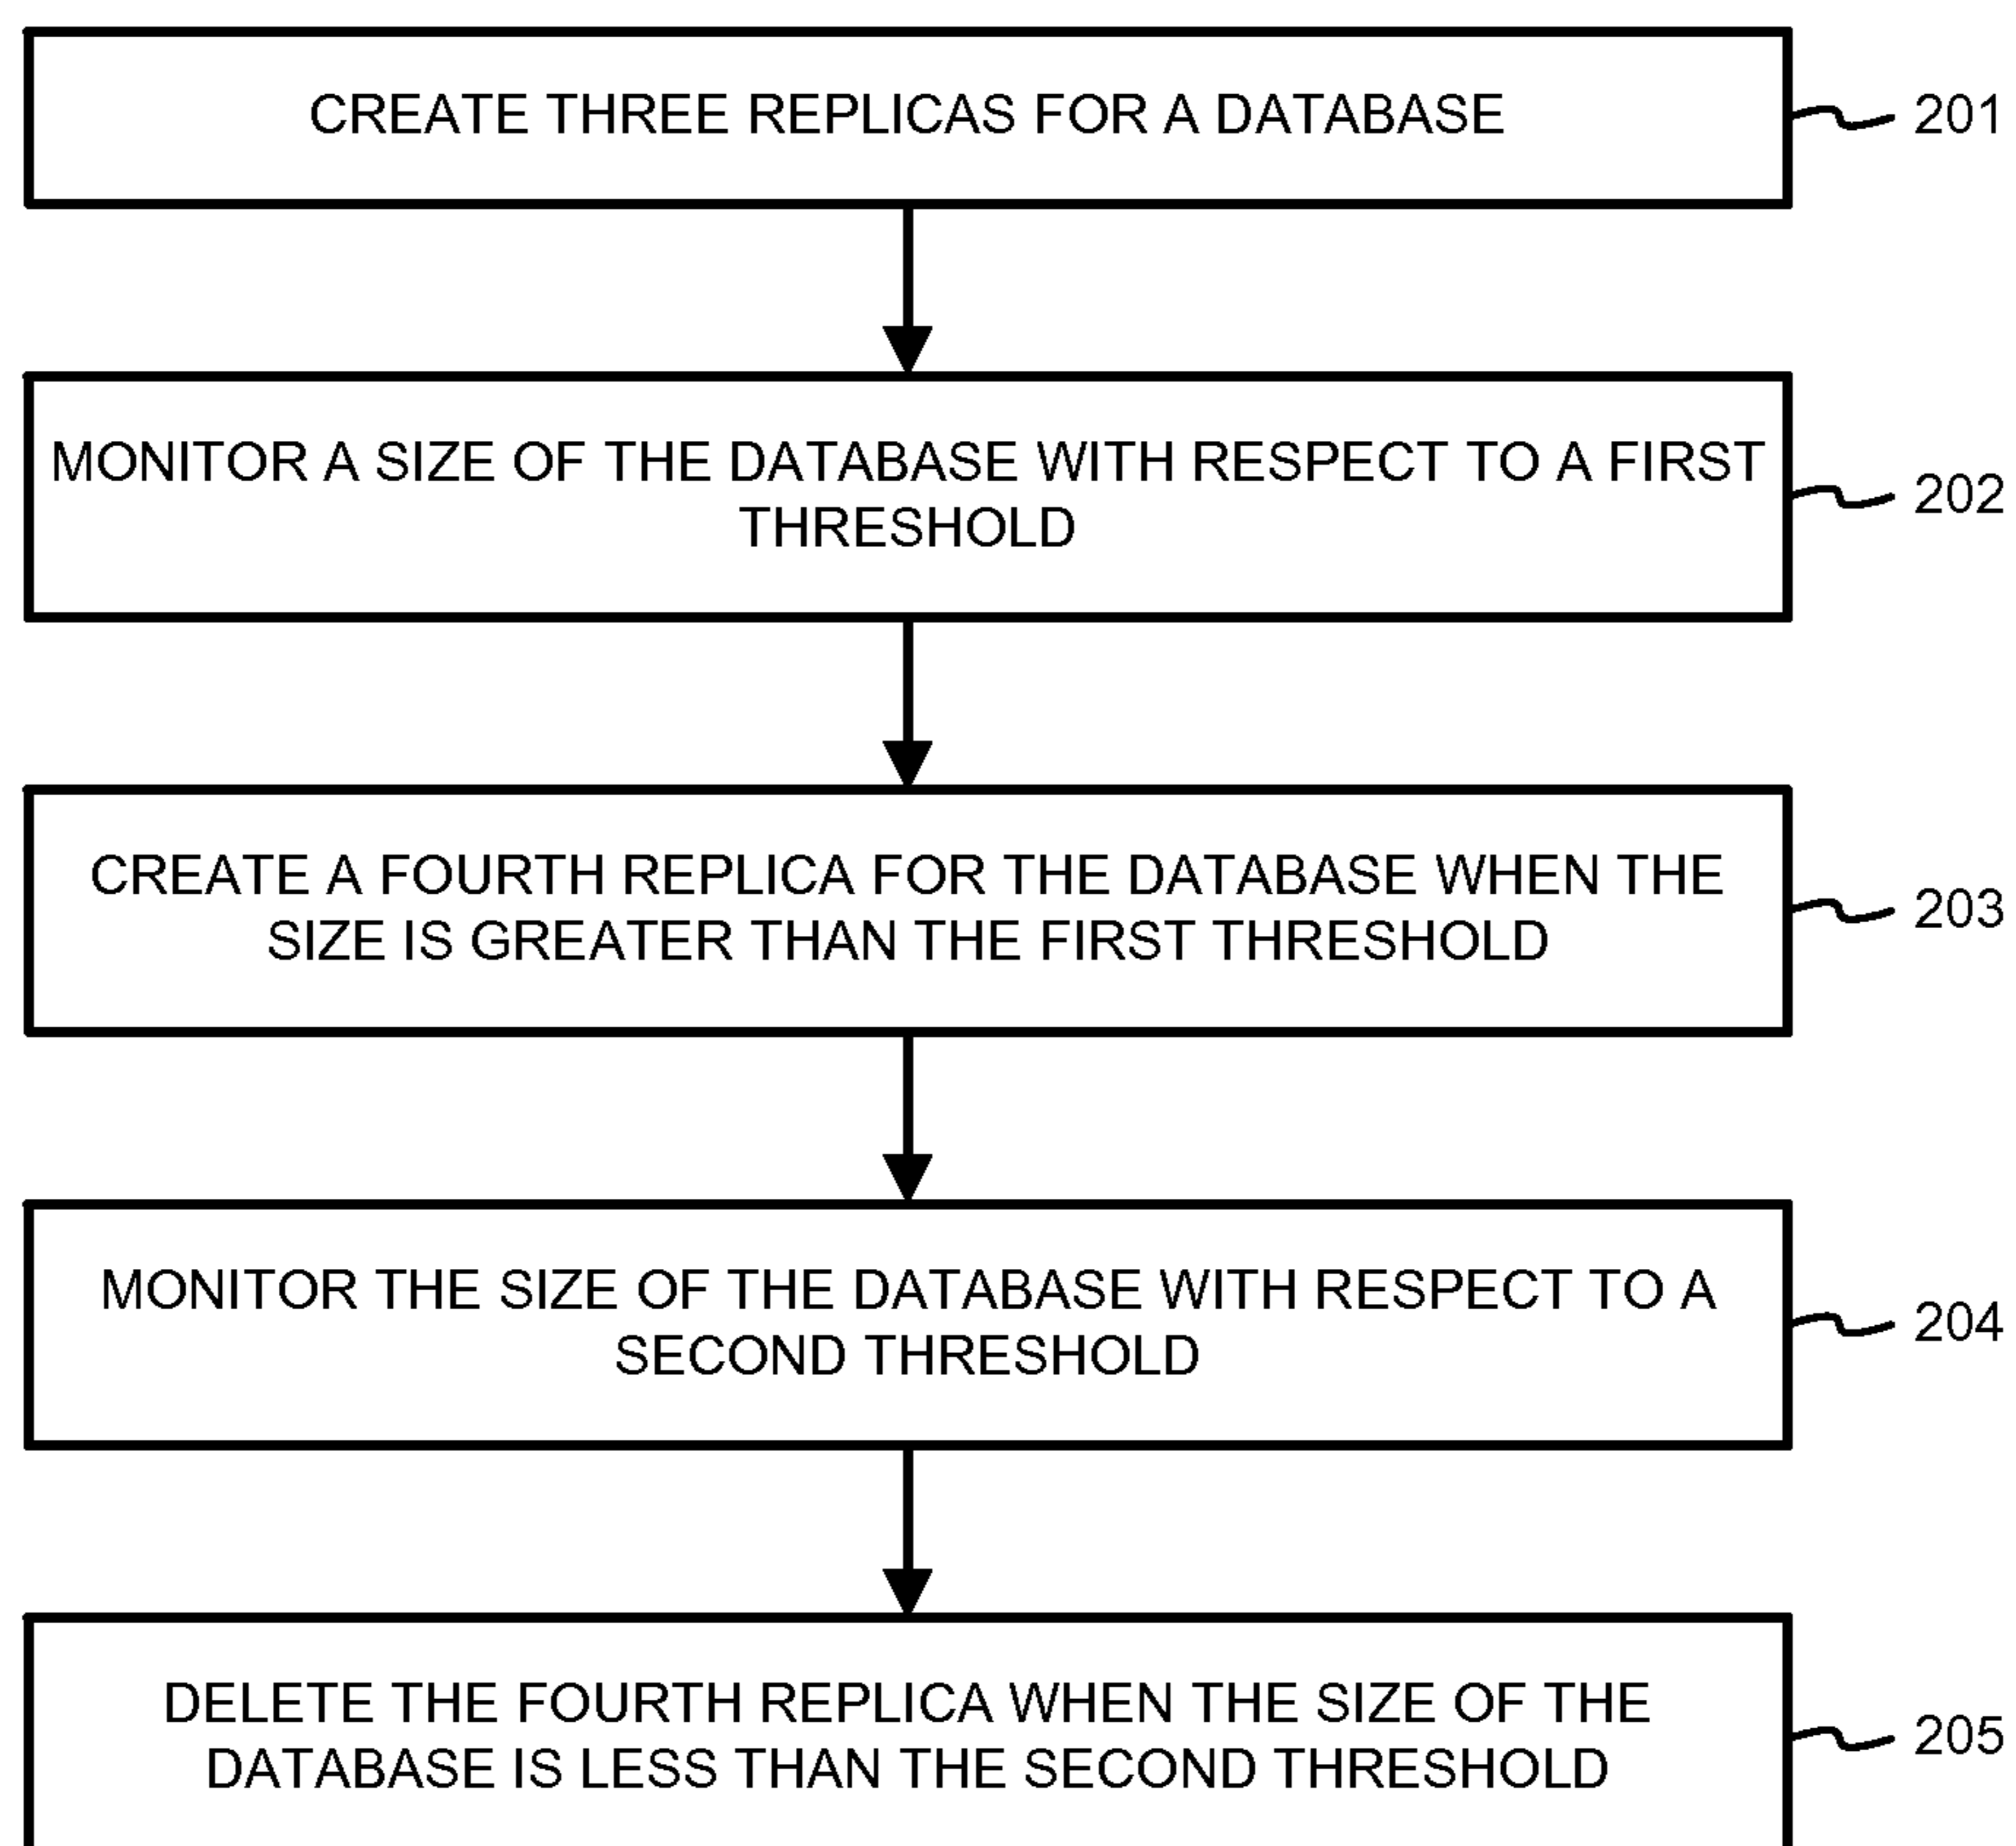 CREATE THREE REPLICAS FOR A DATABASE
201
MONITOR A SIZE OF THE DATABASE WITH RESPECT TO A FIRST
THRESHOLD
202
CREATE A FOURTH REPLICA FOR THE DATABASE WHEN THE
SIZE IS GREATER THAN THE FIRST THRESHOLD
203
MONITOR THE SIZE OF THE DATABASE WITH RESPECT TO A
SECOND THRESHOLD
204
DELETE THE FOURTH REPLICA WHEN THE SIZE OF THE
DATABASE IS LESS THAN THE SECOND THRESHOLD
205